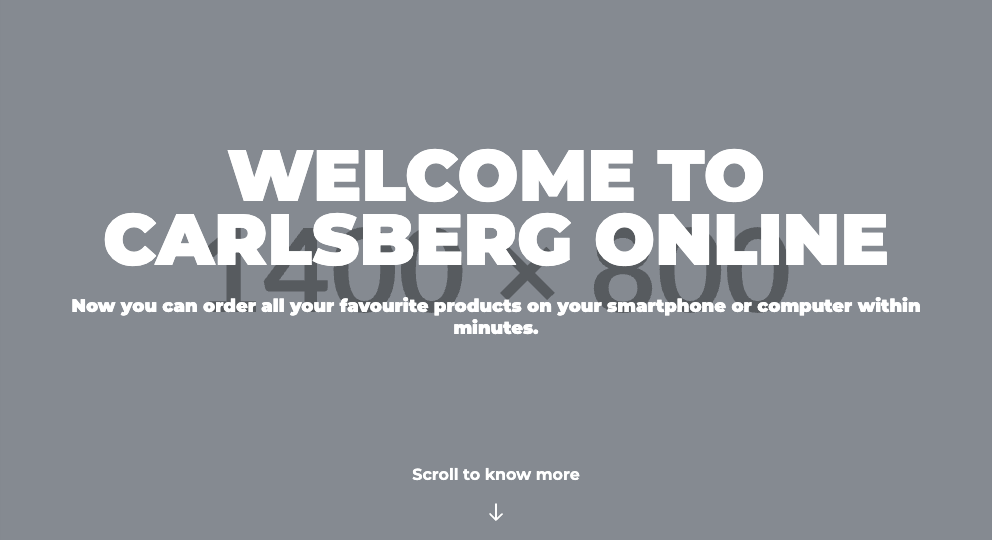 WELCOME TO
CARLSBERG ONLINE
1400 × 800
Now you can order all your favourite products on your smartphone or computer within
minutes.
Scroll to know more
↓